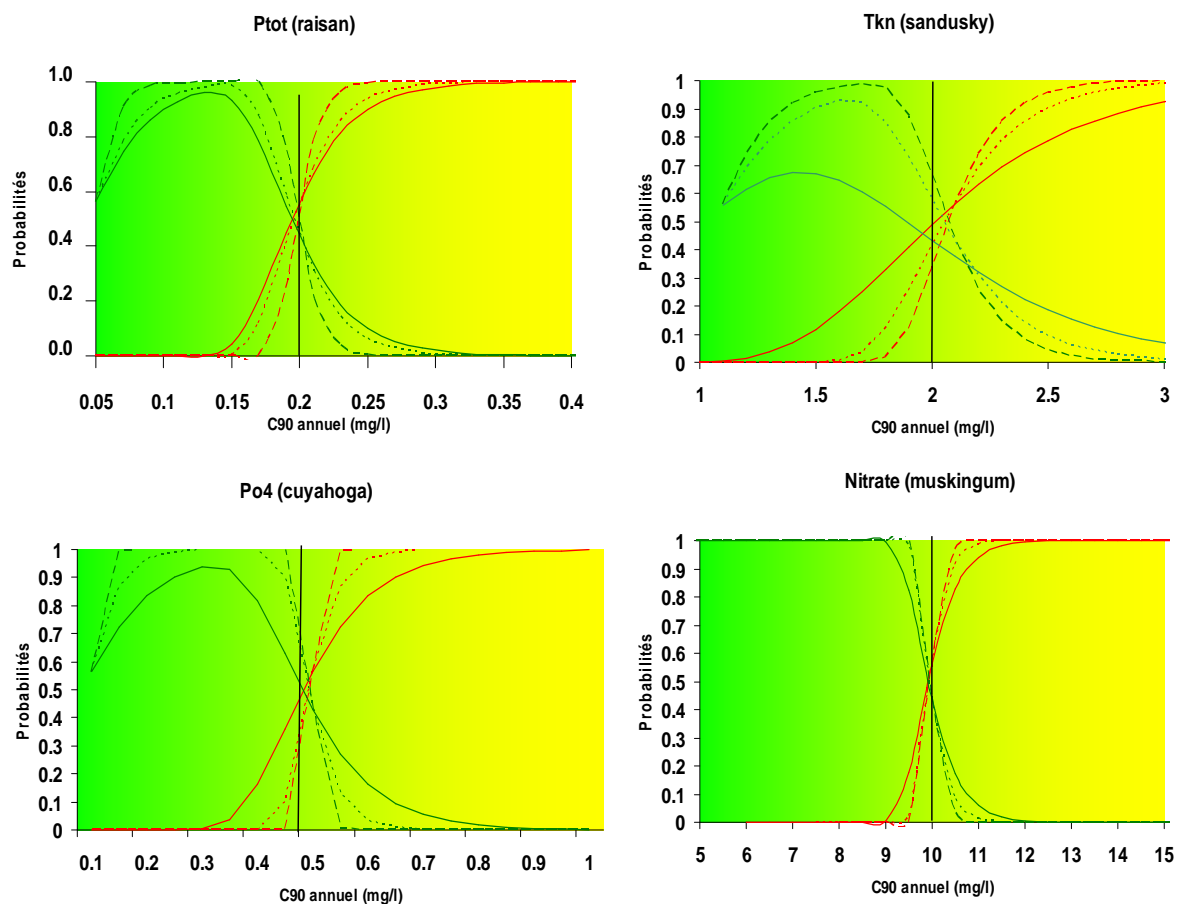 Ptot (raisan)
Probabilités
1.0
0.8
0.6
0.4
0.2
0.0
0.05 0.1 0.15 0.2 0.25 0.3 0.35 0.4
C90 annuel (mg/l)
Tkn (sandusky)
Probabilités
1
0.9
0.8
0.7
0.6
0.5
0.4
0.3
0.2
0.1
0
1 1.5 2 2.5 3
C90 annuel (mg/l)
Po4 (cuyahoga)
Probabilités
1
0.9
0.8
0.7
0.6
0.5
0.4
0.3
0.2
0.1
0
0.1 0.2 0.3 0.4 0.5 0.6 0.7 0.8 0.9 1
C90 annuel (mg/l)
Nitrate (muskingum)
Probabilités
1
0.9
0.8
0.7
0.6
0.5
0.4
0.3
0.2
0.1
0
5 6 7 8 9 10 11 12 13 14 15
C90 annuel (mg/l)